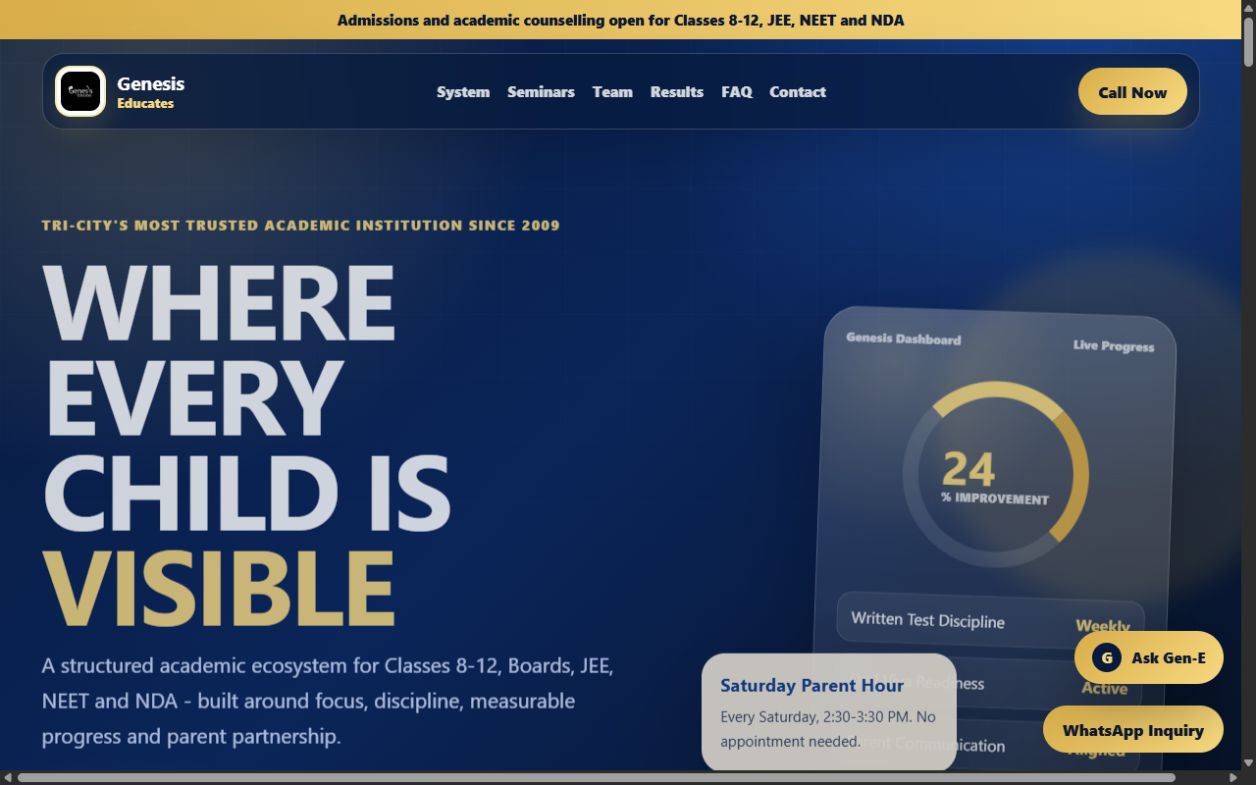 Admissions and academic counselling open for Classes 8-12, JEE, NEET and NDA
Genesis
Genesis
Educates
System
Seminars
Team
Results
FAQ
Contact
Call Now
TRI-CITY'S MOST TRUSTED ACADEMIC INSTITUTION SINCE 2009
WHERE
EVERY
CHILD IS
VISIBLE
A structured academic ecosystem for Classes 8-12, Boards, JEE,
NEET and NDA - built around focus, discipline, measurable
progress and parent partnership.
Genesis Dashboard
Live Progress
24
% IMPROVEMENT
Written Test Discipline
Weekly
Readiness
Active
Parent Communication
Aligned
Saturday Parent Hour
Every Saturday, 2:30-3:30 PM. No
appointment needed.
G
Ask Gen-E
WhatsApp Inquiry